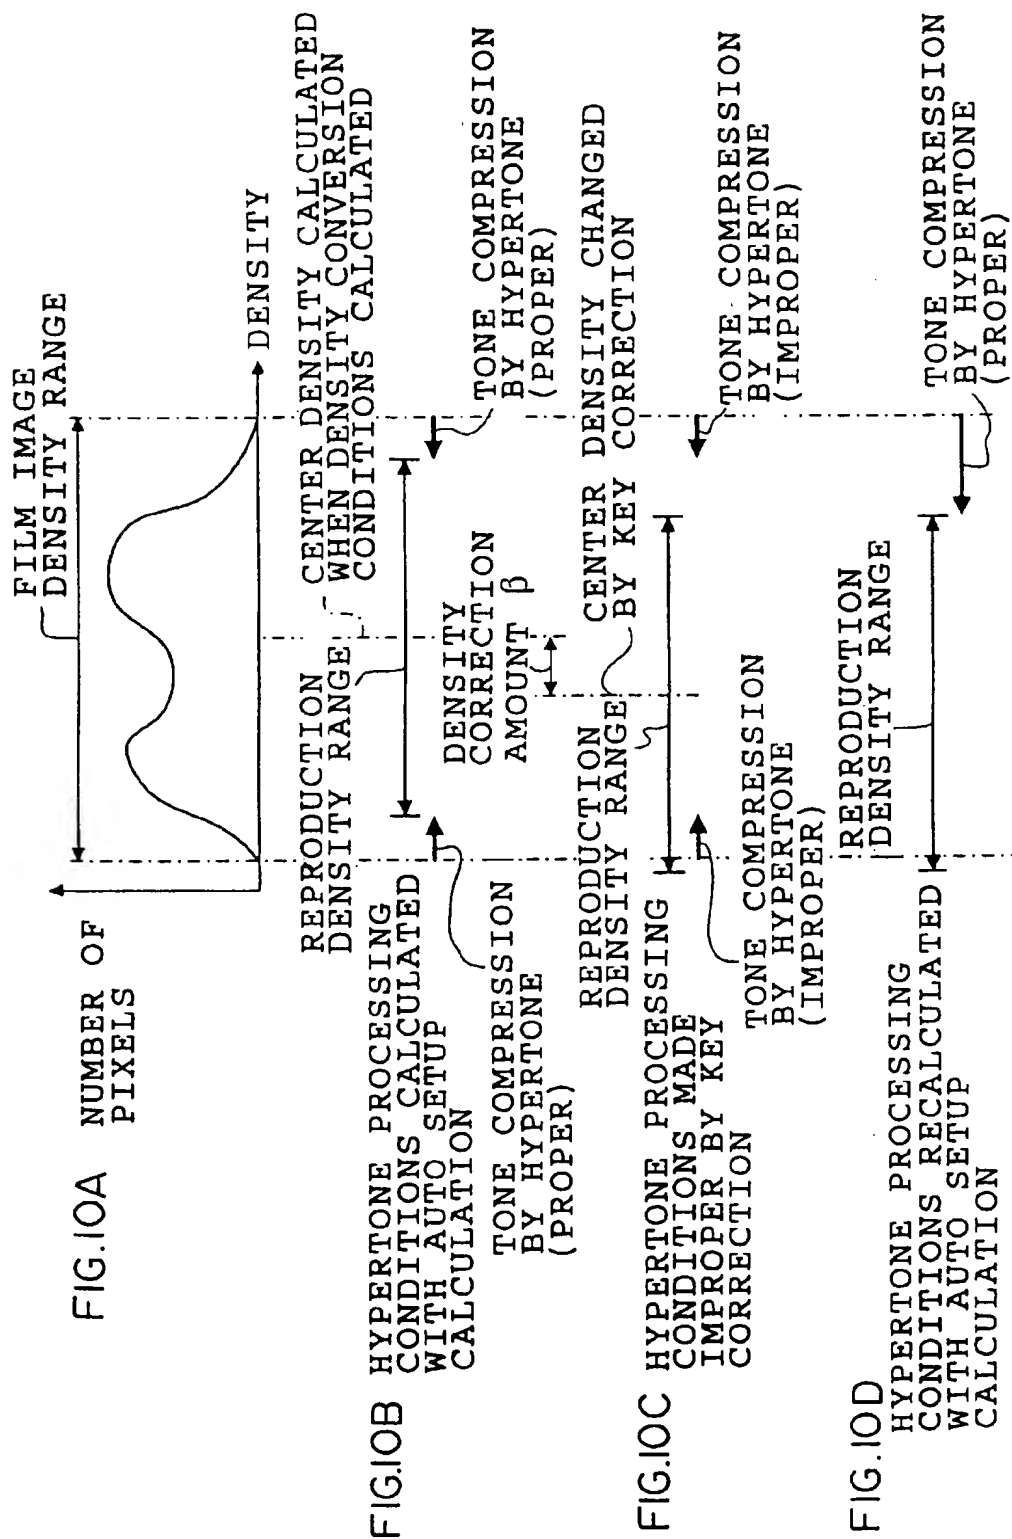 FIG.10A
NUMBER OF
PIXELS
FILM IMAGE
DENSITY RANGE
DENSITY
CENTER DENSITY CALCULATED
WHEN DENSITY CONVERSION
CONDITIONS CALCULATED
FIG.10B
HYPERTONE PROCESSING
CONDITIONS CALCULATED
WITH AUTO SETUP
CALCULATION
REPRODUCTION
DENSITY RANGE
TONE COMPRESSION
BY HYPERTONE
(PROPER)
TONE COMPRESSION
BY HYPERTONE
(PROPER)
DENSITY
CORRECTION
AMOUNT β
CENTER DENSITY CHANGED
BY KEY CORRECTION
FIG.10C
HYPERTONE PROCESSING
CONDITIONS MADE
IMPROPER BY KEY
CORRECTION
REPRODUCTION
DENSITY RANGE
TONE COMPRESSION
BY HYPERTONE
(IMPROPER)
TONE COMPRESSION
BY HYPERTONE
(IMPROPER)
FIG.10D
HYPERTONE PROCESSING
CONDITIONS RECALCULATED
WITH AUTO SETUP
CALCULATION
REPRODUCTION
DENSITY RANGE
TONE COMPRESSION
BY HYPERTONE
(PROPER)